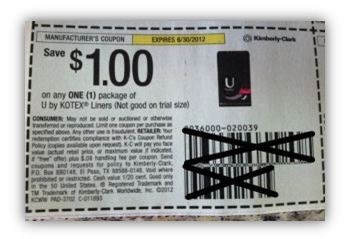 MANUFACTURER'S COUPON EXPIRES 6/30/2012 Kimberly-Clark
Save $1.00
on any ONE (1) package of
U by KOTEX® Liners (Not good on trial size)
U
CONSUMER: May not be sold or auctioned or otherwise
transferred or reproduced. Limit one coupon per purchase as
specified above. Any other use is fraudulent. RETAILER: Your
redemption certifies compliance with K-C's Coupon Refund
Policy (copies available upon request). K-C will pay you face
value (actual retail price, or maximum value if indicated,
if "free" offer) plus $.08 handling fee per coupon. Send
coupons and requests for policy to Kimberly-Clark,
P.O. Box 880148, El Paso, TX 88588-0148. Void where
prohibited or restricted. Cash value 1/20 cent. Good only
in the 50 United States. ® Registered Trademark and
TM Trademark of Kimberly-Clark Worldwide, Inc. ©2012
KCWW PAD-3702 C-011893
036000-020039